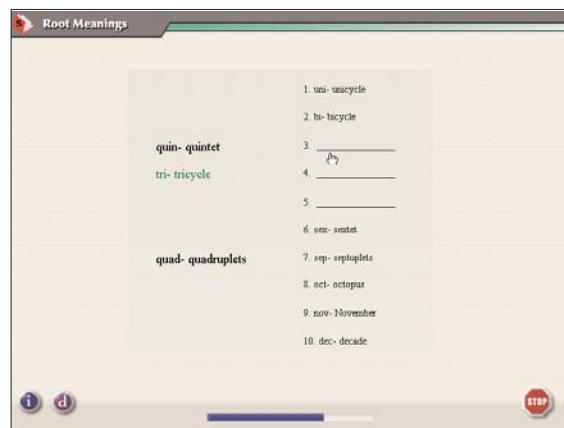 5 Root Meanings
1. uni- unicycle
2. bi- bicycle
quin- quintet
3.
tri- tricycle
4.
5.
6. sex- sextet
quad- quadruplets
7. sep- septuplets
8. oct- octopus
9. nov- November
10. dec- decade
i
d
STOP